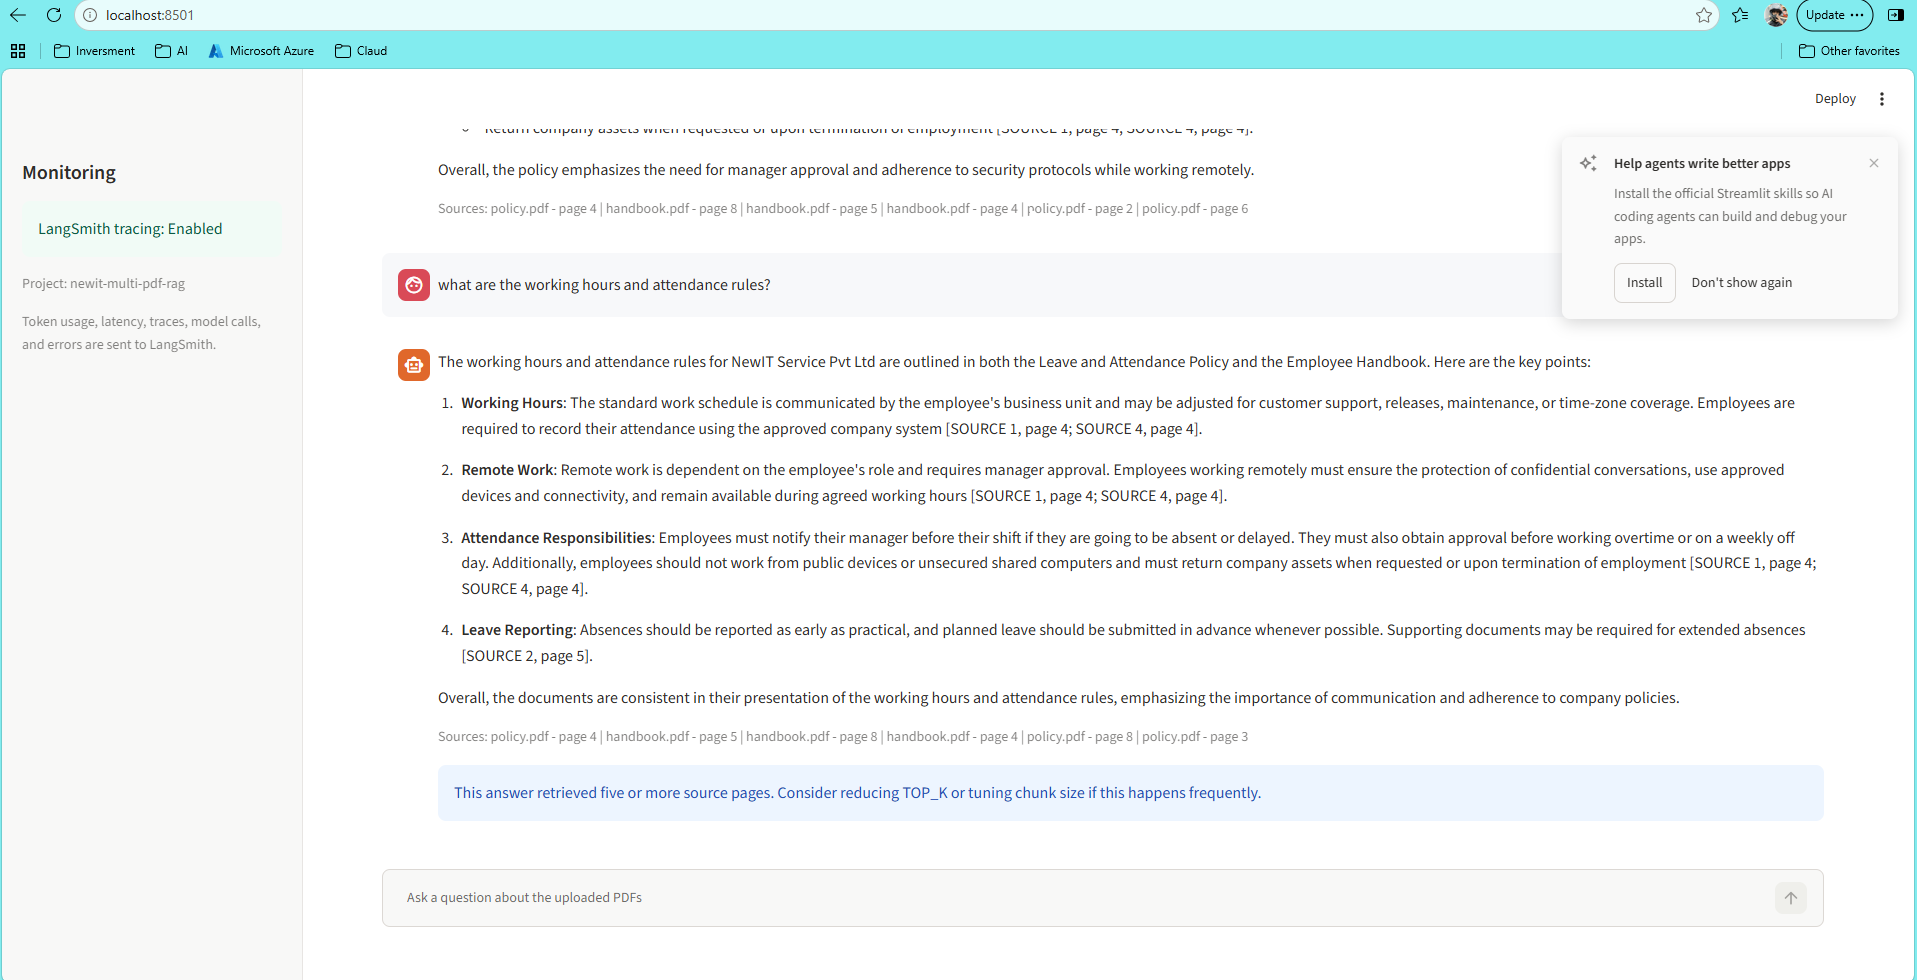 localhost:8501
Update
Inversment
AI
Microsoft Azure
Claud
Other favorites
Deploy
Monitoring
LangSmith tracing: Enabled
Project: newit-multi-pdf-rag
Token usage, latency, traces, model calls,
and errors are sent to LangSmith.
Return company assets when requested or upon termination of employment [SOURCE 1, page 4; SOURCE 4, page 4].
Overall, the policy emphasizes the need for manager approval and adherence to security protocols while working remotely.
Sources: policy.pdf - page 4 | handbook.pdf - page 8 | handbook.pdf - page 5 | handbook.pdf - page 4 | policy.pdf - page 2 | policy.pdf - page 6
Help agents write better apps
Install the official Streamlit skills so AI
coding agents can build and debug your
apps.
Install
Don't show again
what are the working hours and attendance rules?
The working hours and attendance rules for NewIT Service Pvt Ltd are outlined in both the Leave and Attendance Policy and the Employee Handbook. Here are the key points:
1. Working Hours: The standard work schedule is communicated by the employee's business unit and may be adjusted for customer support, releases, maintenance, or time-zone coverage. Employees are
required to record their attendance using the approved company system [SOURCE 1, page 4; SOURCE 4, page 4].
2. Remote Work: Remote work is dependent on the employee's role and requires manager approval. Employees working remotely must ensure the protection of confidential conversations, use approved
devices and connectivity, and remain available during agreed working hours [SOURCE 1, page 4; SOURCE 4, page 4].
3. Attendance Responsibilities: Employees must notify their manager before their shift if they are going to be absent or delayed. They must also obtain approval before working overtime or on a weekly off
day. Additionally, employees should not work from public devices or unsecured shared computers and must return company assets when requested or upon termination of employment [SOURCE 1, page 4;
SOURCE 4, page 4].
4. Leave Reporting: Absences should be reported as early as practical, and planned leave should be submitted in advance whenever possible. Supporting documents may be required for extended absences
[SOURCE 2, page 5].
Overall, the documents are consistent in their presentation of the working hours and attendance rules, emphasizing the importance of communication and adherence to company policies.
Sources: policy.pdf - page 4 | handbook.pdf - page 5 | handbook.pdf - page 8 | handbook.pdf - page 4 | policy.pdf - page 8 | policy.pdf - page 3
This answer retrieved five or more source pages. Consider reducing TOP_K or tuning chunk size if this happens frequently.
Ask a question about the uploaded PDFs